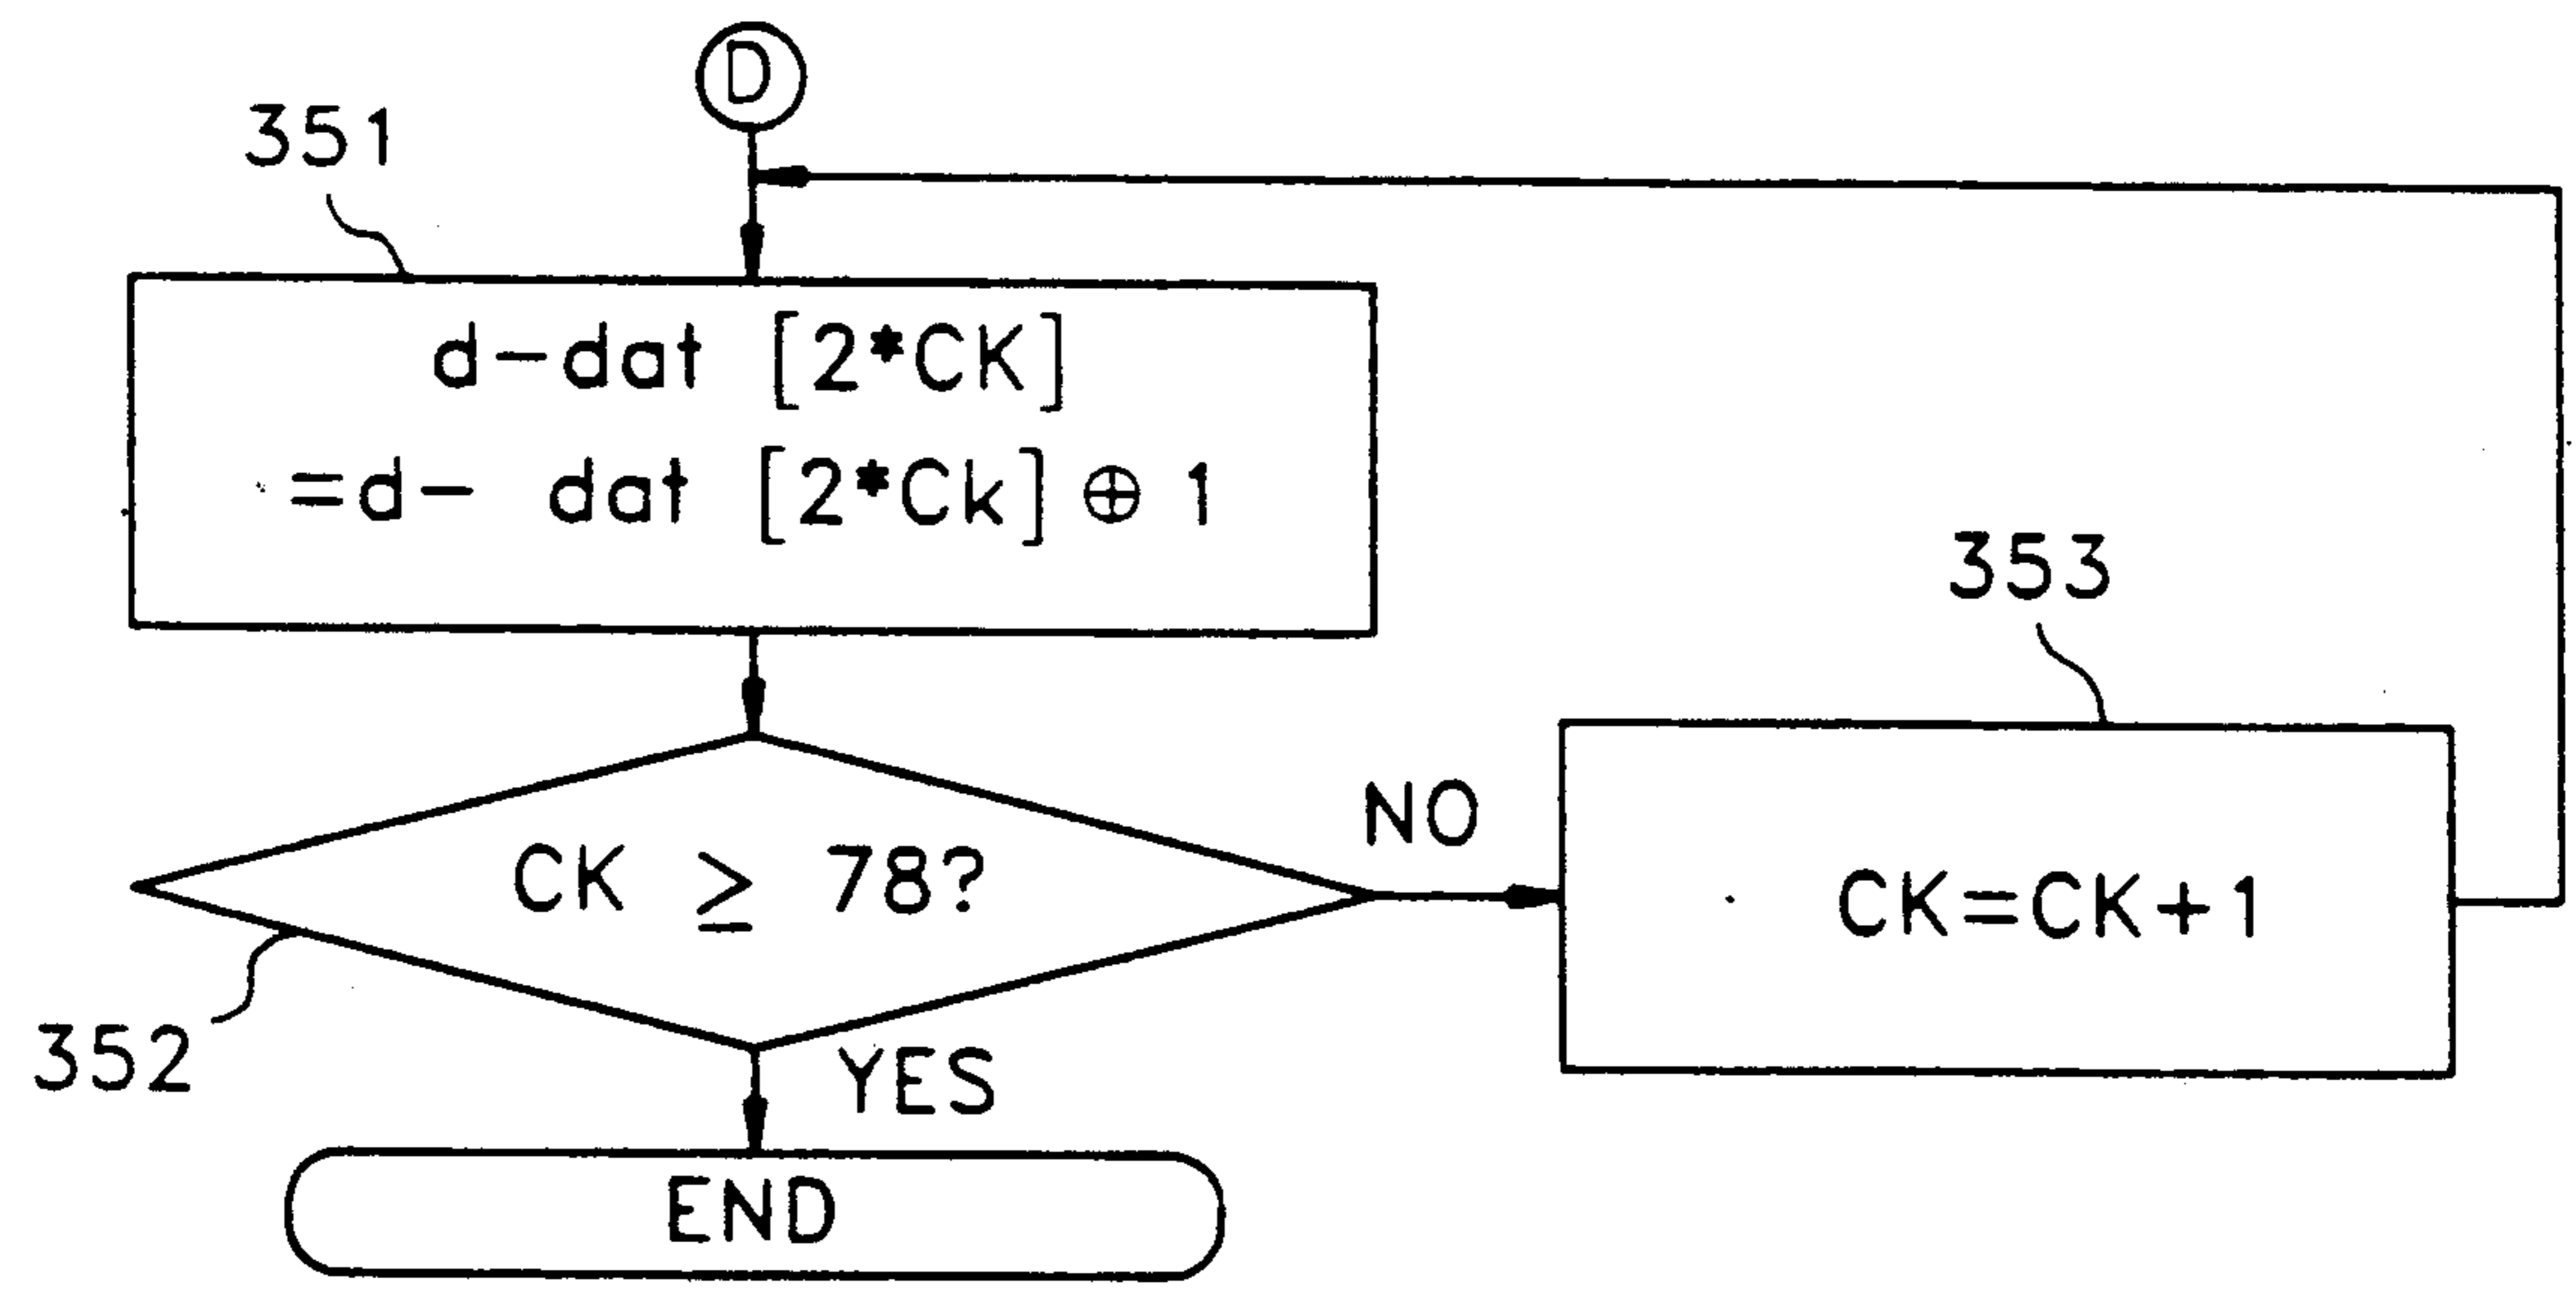 D
351
d-dat [2*CK]
=d- dat [2*Ck] ⊕ 1
353
CK ≥ 78?
NO
CK=CK+1
352
YES
END